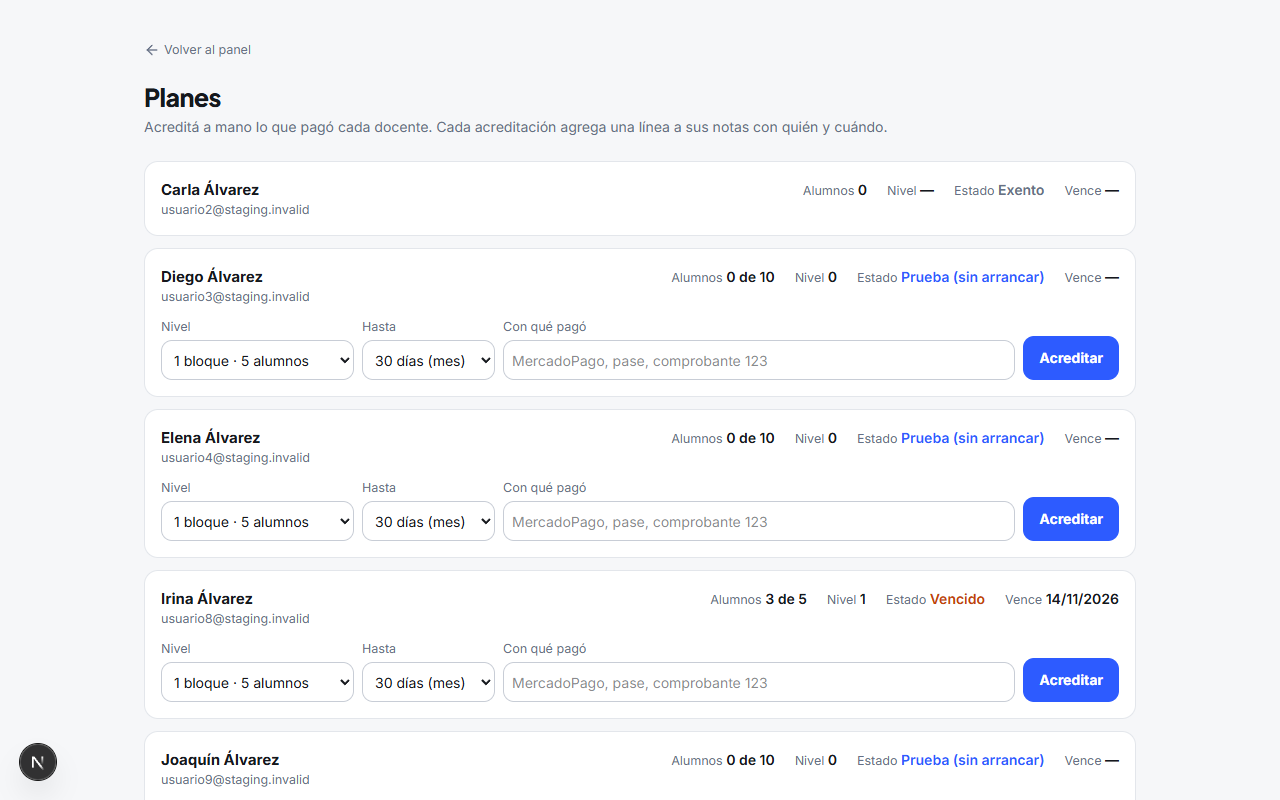 ← Volver al panel
Planes
Acreditá a mano lo que pagó cada docente. Cada acreditación agrega una línea a sus notas con quién y cuándo.
Carla Álvarez
Alumnos 0 Nivel — Estado Exento Vence —
usuario2@staging.invalid
Diego Álvarez
Alumnos 0 de 10 Nivel 0 Estado Prueba (sin arrancar) Vence —
usuario3@staging.invalid
Nivel Hasta Con qué pagó
1 bloque · 5 alumnos 30 días (mes) MercadoPago, pase, comprobante 123 Acreditar
Elena Álvarez
Alumnos 0 de 10 Nivel 0 Estado Prueba (sin arrancar) Vence —
usuario4@staging.invalid
Nivel Hasta Con qué pagó
1 bloque · 5 alumnos 30 días (mes) MercadoPago, pase, comprobante 123 Acreditar
Irina Álvarez
Alumnos 3 de 5 Nivel 1 Estado Vencido Vence 14/11/2026
usuario8@staging.invalid
Nivel Hasta Con qué pagó
1 bloque · 5 alumnos 30 días (mes) MercadoPago, pase, comprobante 123 Acreditar
Joaquín Álvarez
Alumnos 0 de 10 Nivel 0 Estado Prueba (sin arrancar) Vence —
usuario9@staging.invalid
N